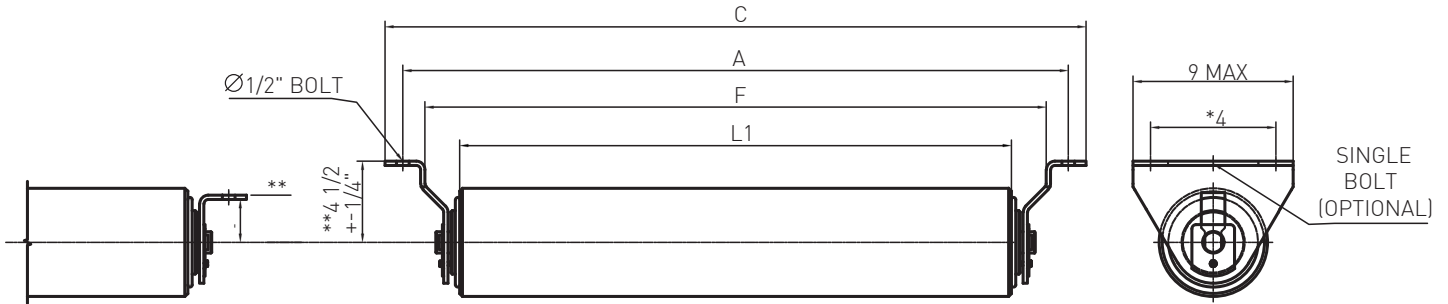 C
A
Ø1/2" BOLT
F
L1
9 MAX
*4
SINGLE
BOLT
(OPTIONAL)
**
**4 1/2
+-1/4"